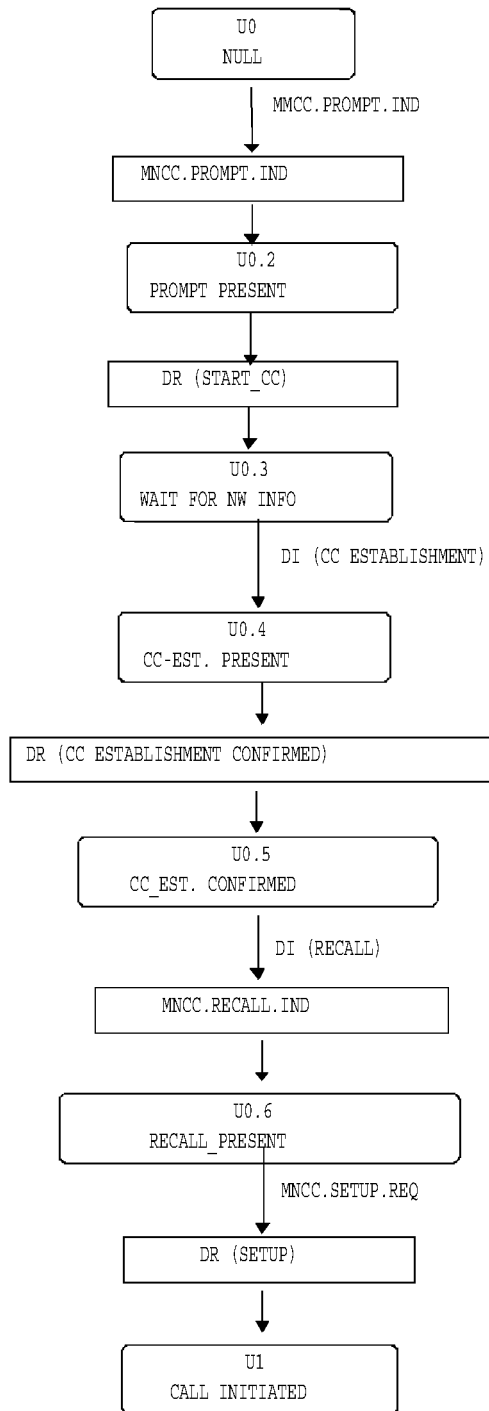 U0
NULL
MMCC.PROMPT.IND
MNCC.PROMPT.IND
U0.2
PROMPT PRESENT
DR (START_CC)
U0.3
WAIT FOR NW INFO
DI (CC ESTABLISHMENT)
U0.4
CC-EST. PRESENT
DR (CC ESTABLISHMENT CONFIRMED)
U0.5
CC_EST. CONFIRMED
DI (RECALL)
MNCC.RECALL.IND
U0.6
RECALL_PRESENT
MNCC.SETUP.REQ
DR (SETUP)
U1
CALL INITIATED